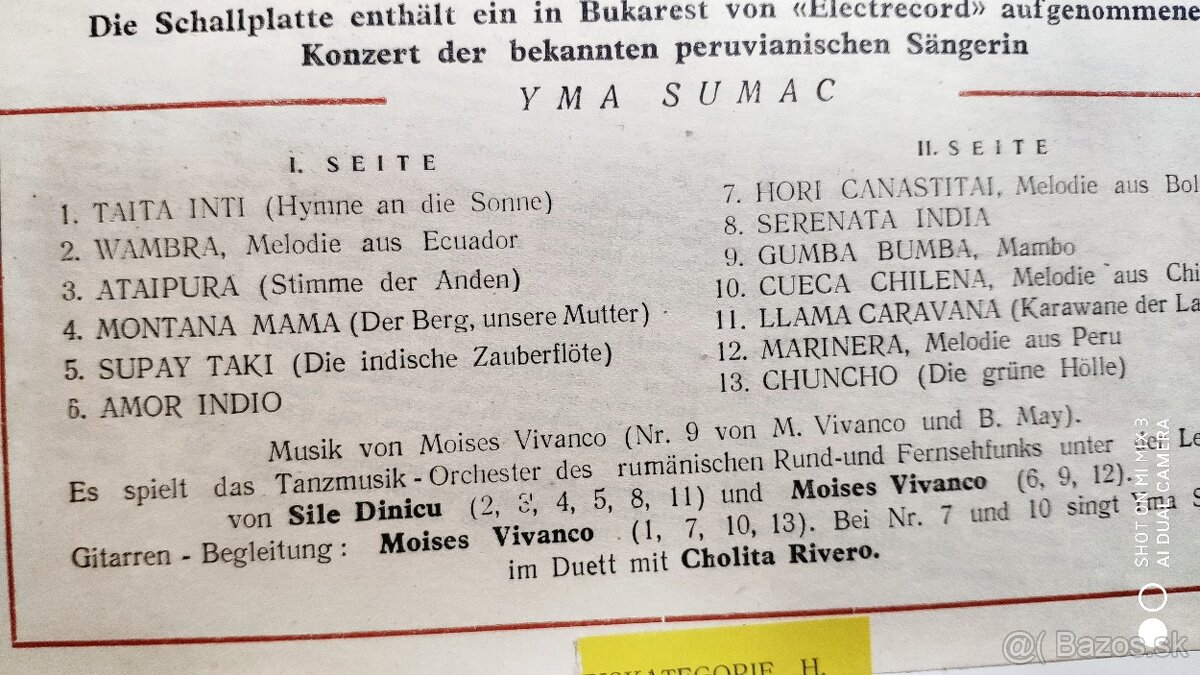 Die Schallplatte enthält ein in Bukarest von «Electrecord» aufgenommene
Konzert der bekannten peruvianischen Sängerin
YMA SUMAC
I. SEITE
1. TAITA INTI (Hymne an die Sonne)
2. WAMBRA, Melodie aus Ecuador
3. ATAIPURA (Stimme der Anden)
4. MONTANA MAMA (Der Berg, unsere Mutter)
5. SUPAY TAKI (Die indische Zauberflöte)
6. AMOR INDIO
II. SEITE
7. HORI CANASTITAI, Melodie aus Bol
8. SERENATA INDIA
9. GUMBA BUMBA, Mambo
10. CUECA CHILENA, Melodie aus Chi
11. LLAMA CARAVANA (Karawane der La
12. MARINERA, Melodie aus Peru
13. CHUNCHO (Die grüne Hölle)
Musik von Moises Vivanco (Nr. 9 von M. Vivanco und B. May).
Es spielt das Tanzmusik-Orchester des rumänischen Rund-und Fernsehfunks unter der Le
von Sile Dinicu (2, 3, 4, 5, 8, 11) und Moises Vivanco (6, 9, 12).
Gitarren - Begleitung: Moises Vivanco (1, 7, 10, 13). Bei Nr. 7 und 10 singt Yma S
im Duett mit Cholita Rivero.
KATEGORIE H.
SHOT ON MI MIX 3
AI DUAL CAMERA
@( Bazos.sk